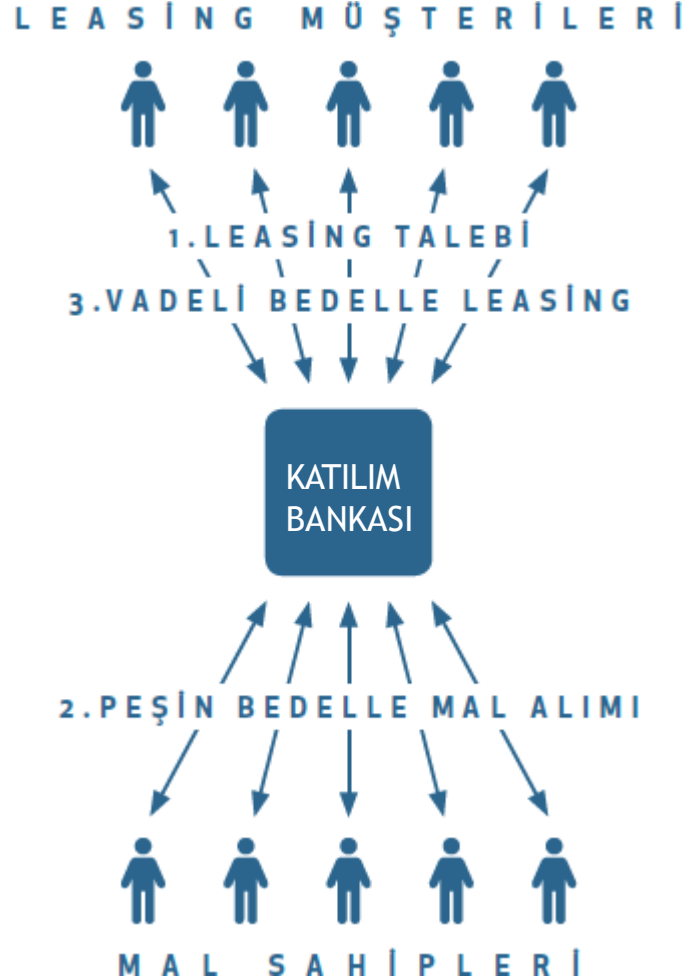 LEASİNG MÜŞTERİLERİ
1.LEASİNG TALEBİ
3.VADELİ BEDELLE LEASİNG
KATILIM
BANKASI
2.PEŞİN BEDELLE MAL ALIMI
MAL SAHİPLERİ